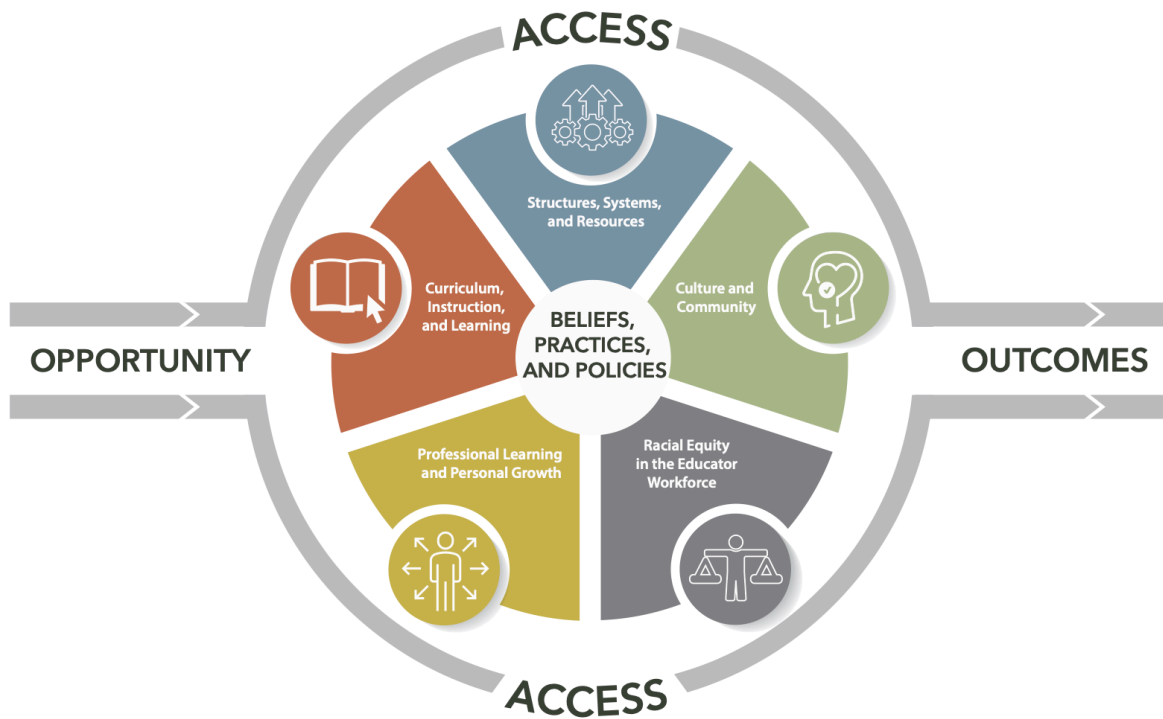 ACCESS
Structures, Systems,
and Resources
Curriculum,
Instruction,
and Learning
Culture and
Community
BELIEFS,
PRACTICES,
AND POLICIES
OPPORTUNITY
OUTCOMES
Professional Learning
and Personal Growth
Racial Equity
in the Educator
Workforce
ACCESS